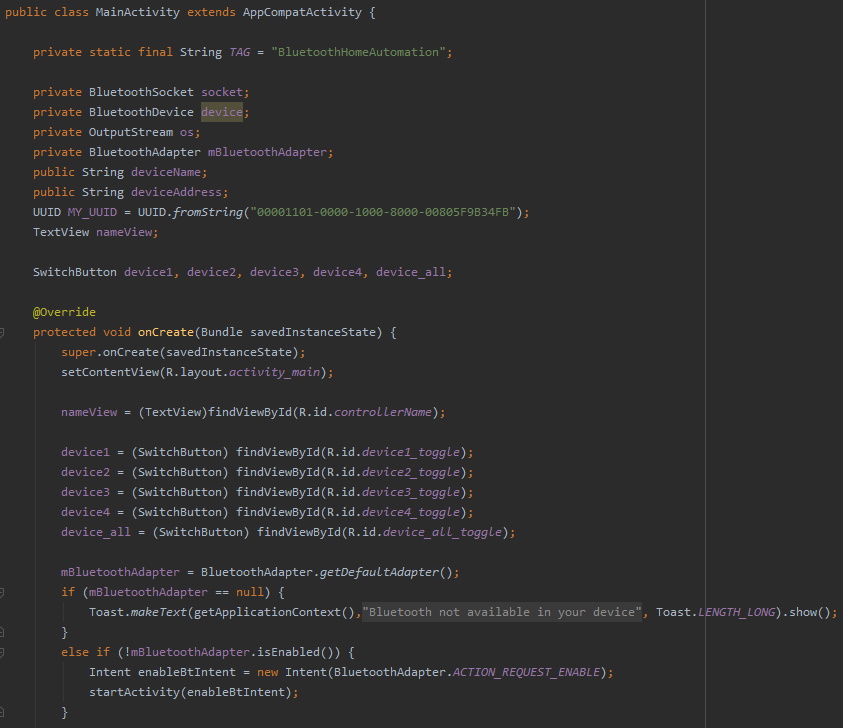 public class MainActivity extends AppCompatActivity {
private static final String TAG = "BluetoothHomeAutomation";
private BluetoothSocket socket;
private BluetoothDevice device;
private OutputStream os;
private BluetoothAdapter mBluetoothAdapter;
public String deviceName;
public String deviceAddress;
UUID MY_UUID = UUID.fromString("00001101-0000-1000-8000-00805F9B34FB");
TextView nameView;
SwitchButton device1, device2, device3, device4, device_all;
@Override
protected void onCreate(Bundle savedInstanceState) {
super.onCreate(savedInstanceState);
setContentView(R.layout.activity_main);
nameView = (TextView)findViewById(R.id.controllerName);
device1 = (SwitchButton) findViewById(R.id.device1_toggle);
device2 = (SwitchButton) findViewById(R.id.device2_toggle);
device3 = (SwitchButton) findViewById(R.id.device3_toggle);
device4 = (SwitchButton) findViewById(R.id.device4_toggle);
device_all = (SwitchButton) findViewById(R.id.device_all_toggle);
mBluetoothAdapter = BluetoothAdapter.getDefaultAdapter();
if (mBluetoothAdapter == null) {
Toast.makeText(getApplicationContext(),"Bluetooth not available in your device", Toast.LENGTH_LONG).show();
}
else if (!mBluetoothAdapter.isEnabled()) {
Intent enableBtIntent = new Intent(BluetoothAdapter.ACTION_REQUEST_ENABLE);
startActivity(enableBtIntent);
}